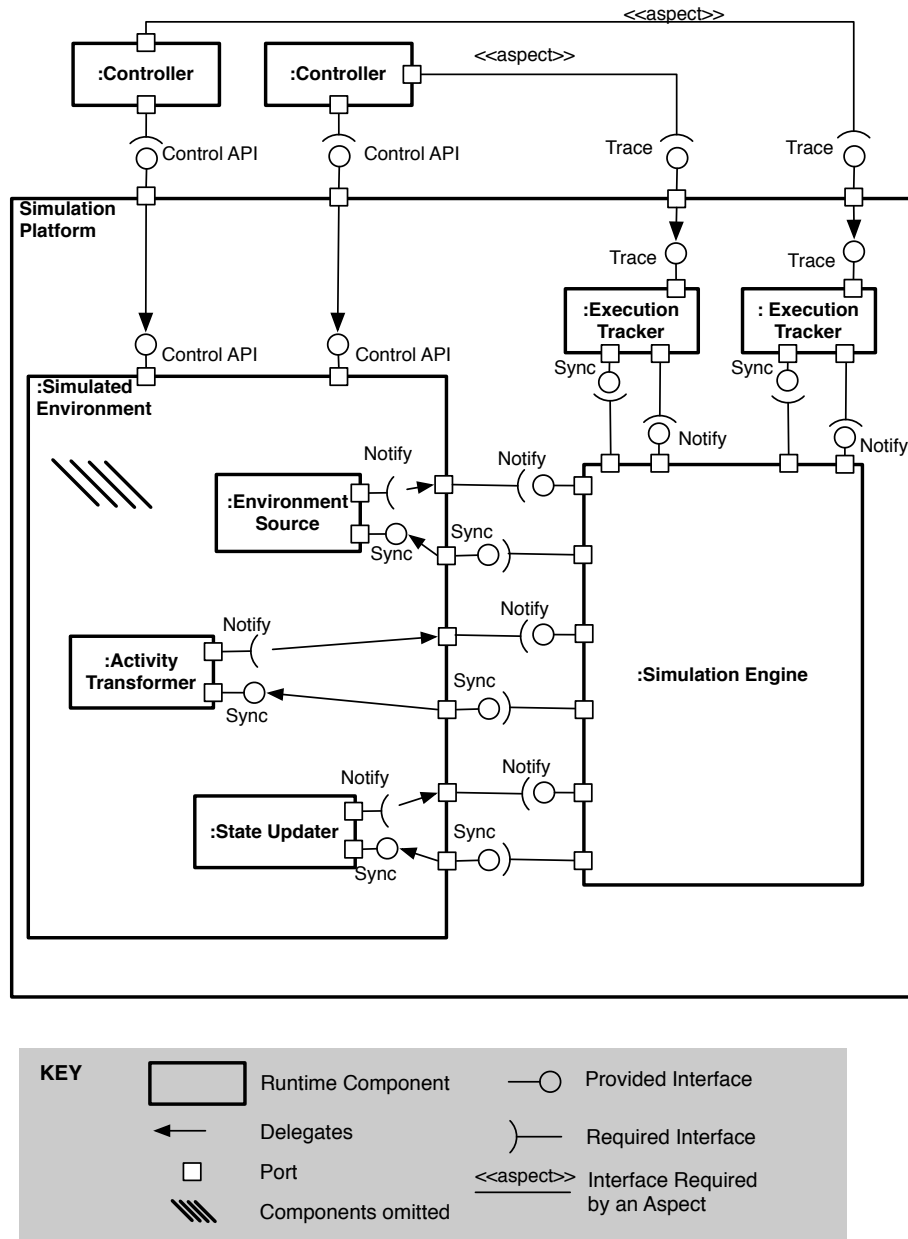 <<aspect>>
<<aspect>>
:Controller
:Controller
Control API
Control API
Trace
Trace
Simulation
Platform
Trace
Trace
:Execution
Tracker
: Execution
Tracker
Control API
Control API
Sync
Sync
:Simulated
Environment
Notify
Notify
Notify
Notify
:Environment
Source
Sync
Sync
Notify
Notify
:Activity
Transformer
:Simulation Engine
Sync
Sync
Notify
Notify
:State Updater
Sync
Sync
KEY
Runtime Component
Provided Interface
Delegates
Required Interface
Port
<<aspect>>
Interface Required
by an Aspect
Components omitted